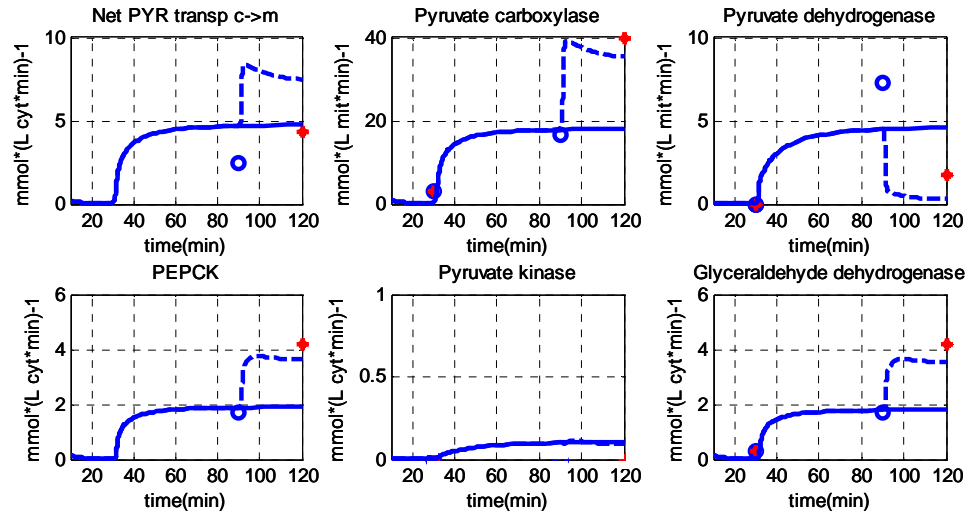 Net PYR transp c->m
Pyruvate carboxylase
Pyruvate dehydrogenase
mmol*(L cyt*min)-1
10
5
0
20 40 60 80 100 120
time(min)
mmol*(L mit*min)-1
40
20
0
20 40 60 80 100 120
time(min)
mmol*(L mit*min)-1
10
5
0
20 40 60 80 100 120
time(min)
PEPCK
Pyruvate kinase
Glyceraldehyde dehydrogenase
mmol*(L cyt*min)-1
6
4
2
0
20 40 60 80 100 120
time(min)
mmol*(L cyt*min)-1
1
0.5
0
20 40 60 80 100 120
time(min)
mmol*(L cyt*min)-1
6
4
2
0
20 40 60 80 100 120
time(min)